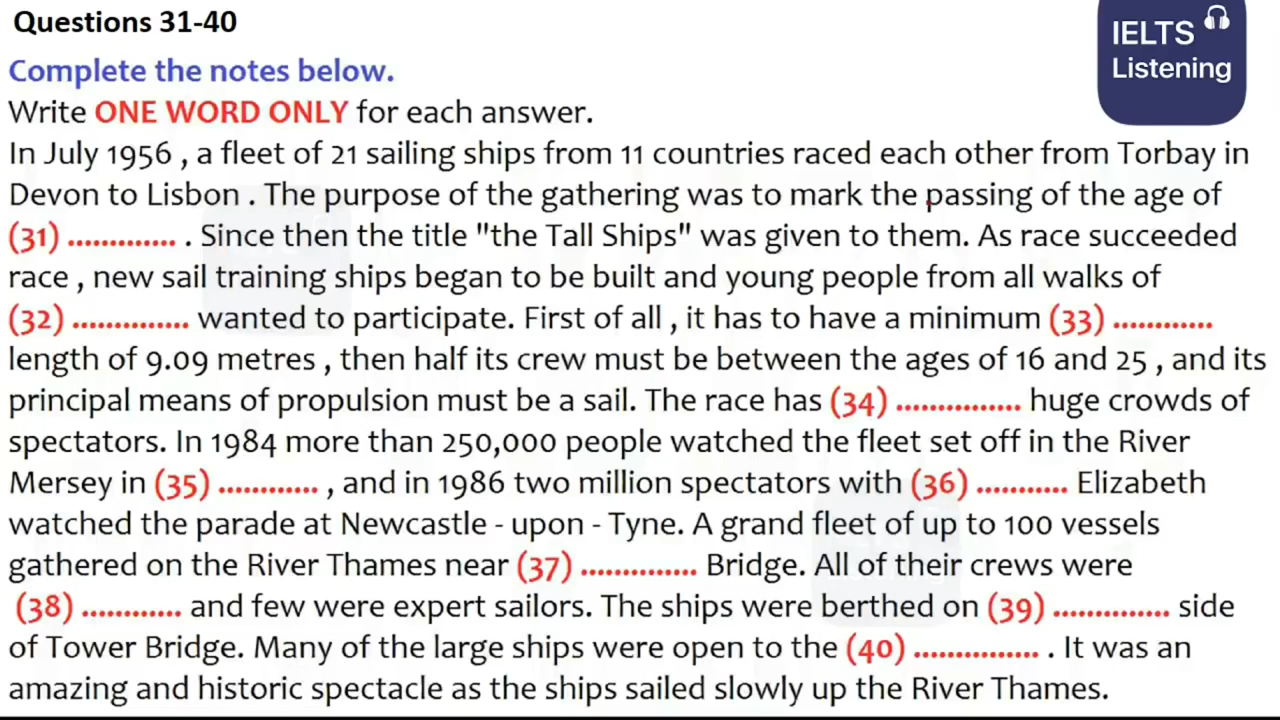 Questions 31-40
IELTS
Listening
Complete the notes below.
Write ONE WORD ONLY for each answer.
In July 1956 , a fleet of 21 sailing ships from 11 countries raced each other from Torbay in
Devon to Lisbon . The purpose of the gathering was to mark the passing of the age of
(31) ............. . Since then the title "the Tall Ships" was given to them. As race succeeded
race , new sail training ships began to be built and young people from all walks of
(32) .............. wanted to participate. First of all , it has to have a minimum (33) ............
length of 9.09 metres , then half its crew must be between the ages of 16 and 25 , and its
principal means of propulsion must be a sail. The race has (34) ............... huge crowds of
spectators. In 1984 more than 250,000 people watched the fleet set off in the River
Mersey in (35) ............ , and in 1986 two million spectators with (36) ........... Elizabeth
watched the parade at Newcastle - upon - Tyne. A grand fleet of up to 100 vessels
gathered on the River Thames near (37) .............. Bridge. All of their crews were
(38) ............ and few were expert sailors. The ships were berthed on (39) .............. side
of Tower Bridge. Many of the large ships were open to the (40) ............... . It was an
amazing and historic spectacle as the ships sailed slowly up the River Thames.